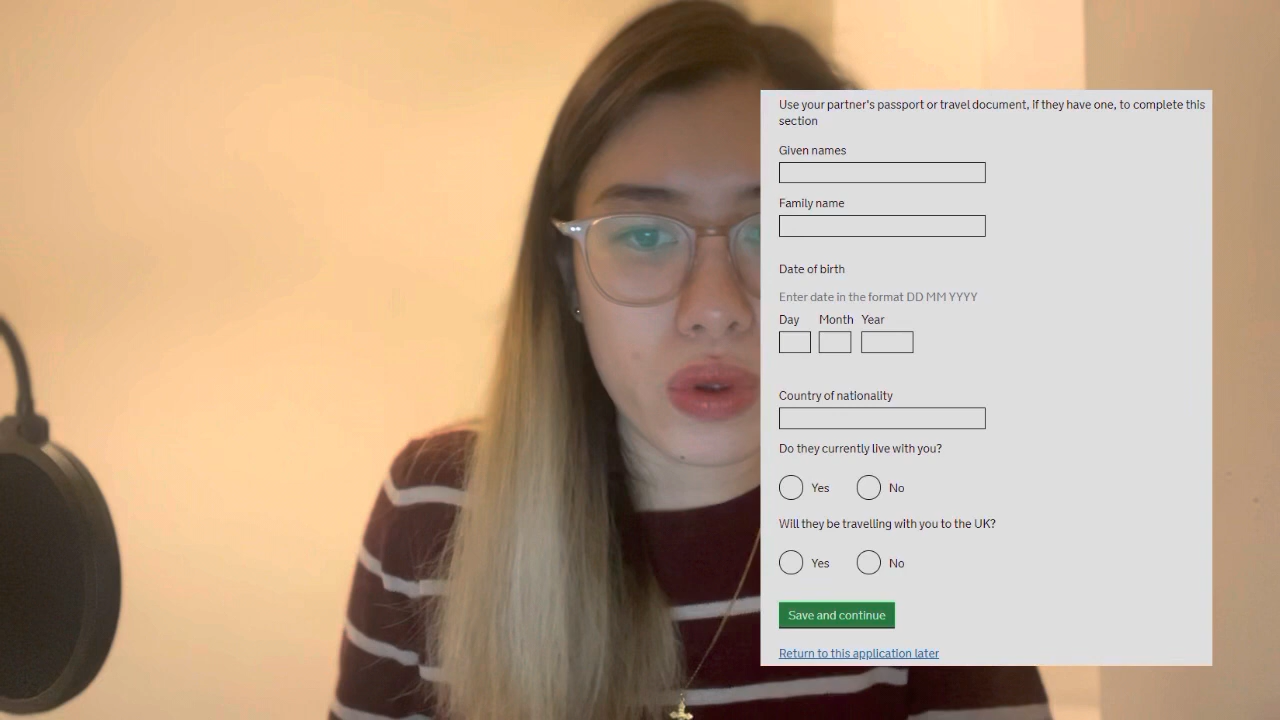 Use your partner's passport or travel document, if they have one, to complete this
section
Given names
Family name
Date of birth
Enter date in the format DD MM YYYY
Day Month Year
Country of nationality
Do they currently live with you?
Yes No
Will they be travelling with you to the UK?
Yes No
Save and continue
Return to this application later